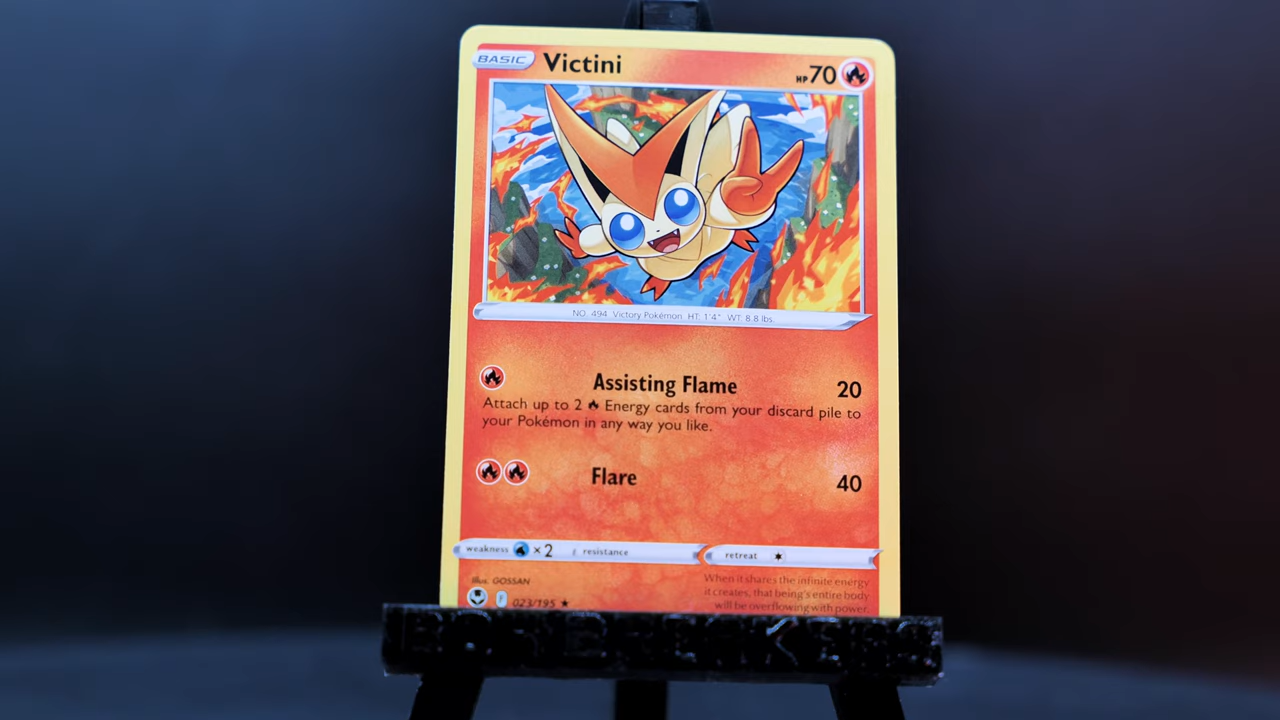 BASIC Victini HP 70
NO. 494 Victory Pokémon HT: 1'4" WT: 8.8 lbs.
Assisting Flame 20
Attach up to 2 Energy cards from your discard pile to
your Pokémon in any way you like.
Flare 40
weakness ×2 resistance retreat
Illus. GOSSAN
F 023/195 ★
When it shares the infinite energy
it creates, that being's entire body
will be overflowing with power.